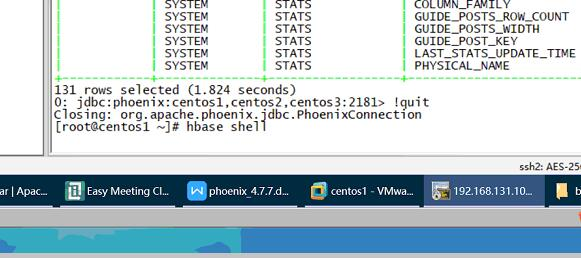 | | SYSTEM | STATS | COLUMN_FAMILY
| | SYSTEM | STATS | GUIDE_POSTS_ROW_COUNT
| | SYSTEM | STATS | GUIDE_POSTS_WIDTH
| | SYSTEM | STATS | GUIDE_POST_KEY
| | SYSTEM | STATS | LAST_STATS_UPDATE_TIME
| | SYSTEM | STATS | PHYSICAL_NAME
131 rows selected (1.824 seconds)
0: jdbc:phoenix:centos1,centos2,centos3:2181> !quit
Closing: org.apache.phoenix.jdbc.PhoenixConnection
[root@centos1 ~]# hbase shell
ssh2: AES-25
ar | Apac... Easy Meeting Cl... phoenix_4.7.7.d... centos1 - VMwa... 192.168.131.10... b